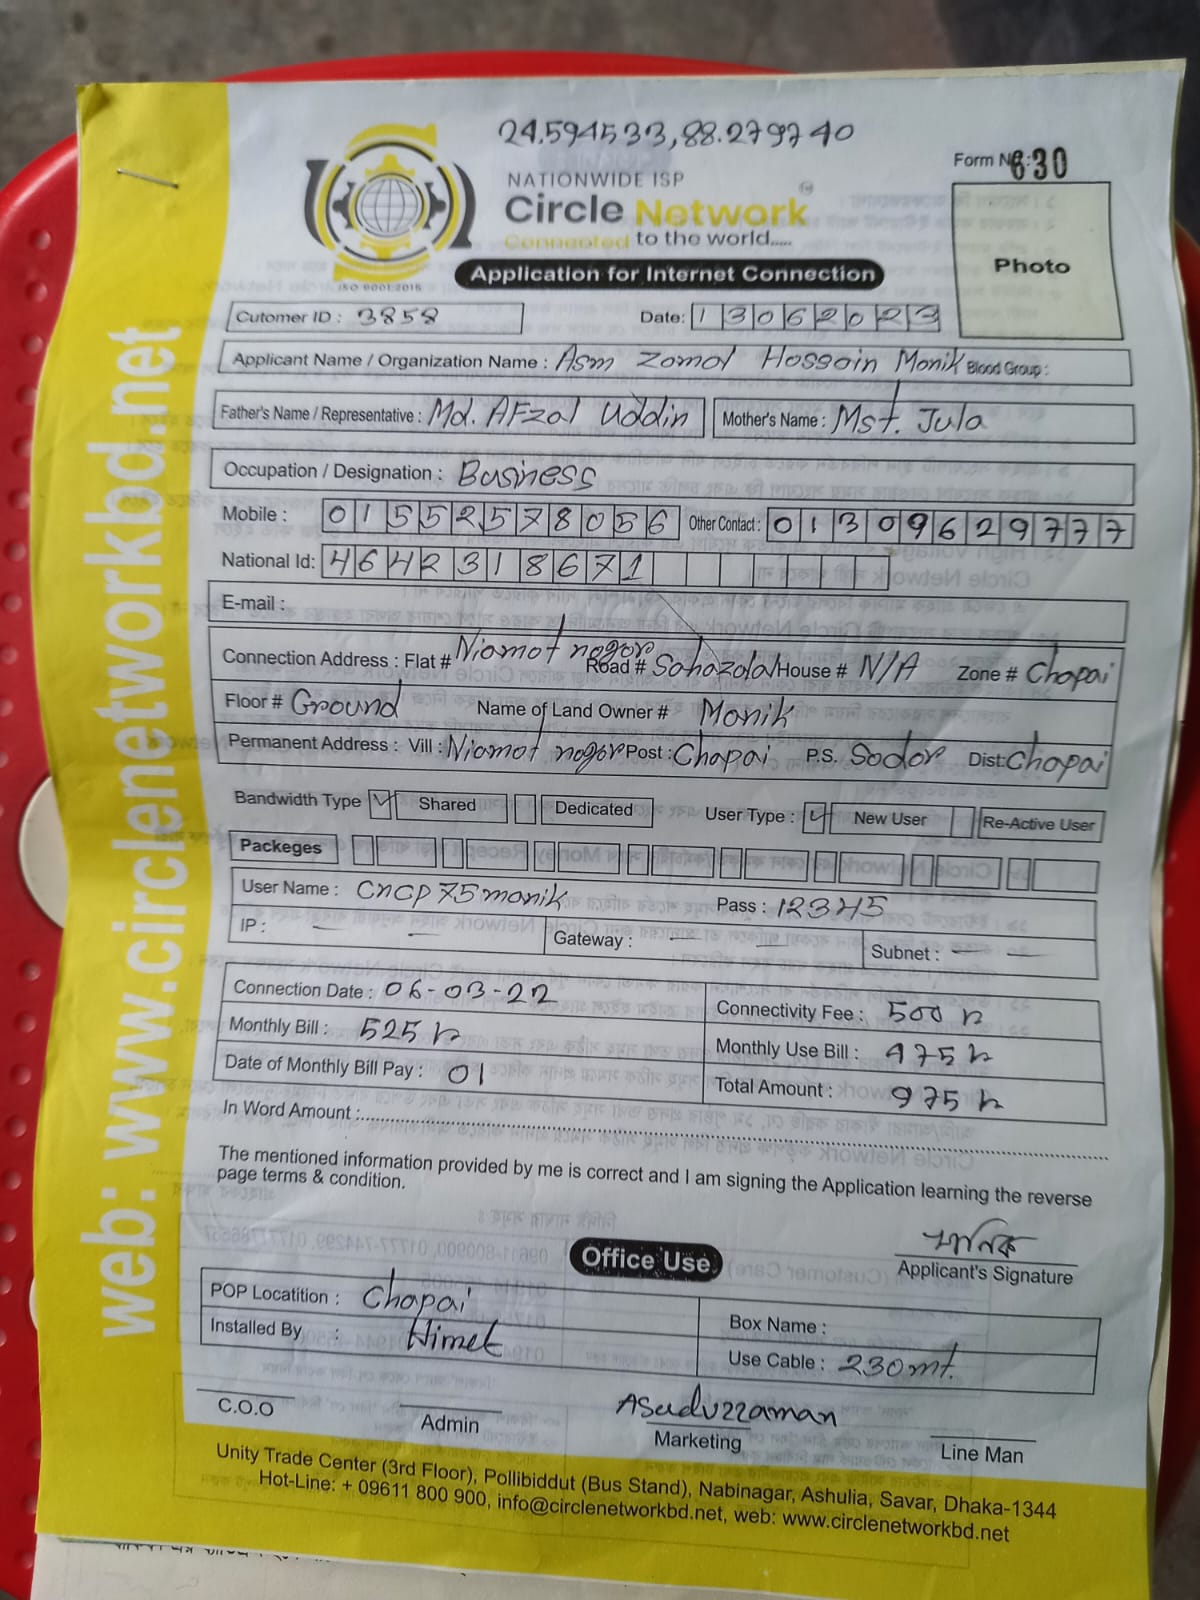 24.594533,88.279740
Form No: 630
NATIONWIDE ISP
Circle Network
Connected to the world.....
ISO 9001:2015
Application for Internet Connection
Photo
Cutomer ID : 3858 Date: 13062023
Applicant Name / Organization Name : Asm Zamal Hossain Manik Blood Group :
Father's Name / Representative : Md. AFzal Uddin Mother's Name : Mst. Jula
Occupation / Designation : Business
Mobile : 01552578056 Other Contact : 01309629777
National Id: 4642318671
E-mail :
Connection Address : Flat # Niamot nogor Road # Sahazalal House # N/A Zone # Chapai
Floor # Ground Name of Land Owner # Manik
Permanent Address : Vill : Niamot nogor Post : Chapai P.S. Sodor Dist: Chapai
Bandwidth Type Shared Dedicated User Type : New User Re-Active User
Packeges
User Name : CnCp75manik Pass : 12345
IP : — — Gateway : — — Subnet : — —
Connection Date : 06-03-22 Connectivity Fee : 500
Monthly Bill : 525 Monthly Use Bill : 475
Date of Monthly Bill Pay : 01 Total Amount : 975
In Word Amount :
The mentioned information provided by me is correct and I am signing the Application learning the reverse
page terms & condition.
মানিক
Applicant's Signature
Office Use
POP Locatition : Chapai Box Name :
Installed By : Himel Use Cable : 230mt.
Asaduzzaman
C.O.O Admin Marketing Line Man
Unity Trade Center (3rd Floor), Pollibiddut (Bus Stand), Nabinagar, Ashulia, Savar, Dhaka-1344
Hot-Line: + 09611 800 900, info@circlenetworkbd.net, web: www.circlenetworkbd.net
web: www.circlenetworkbd.net